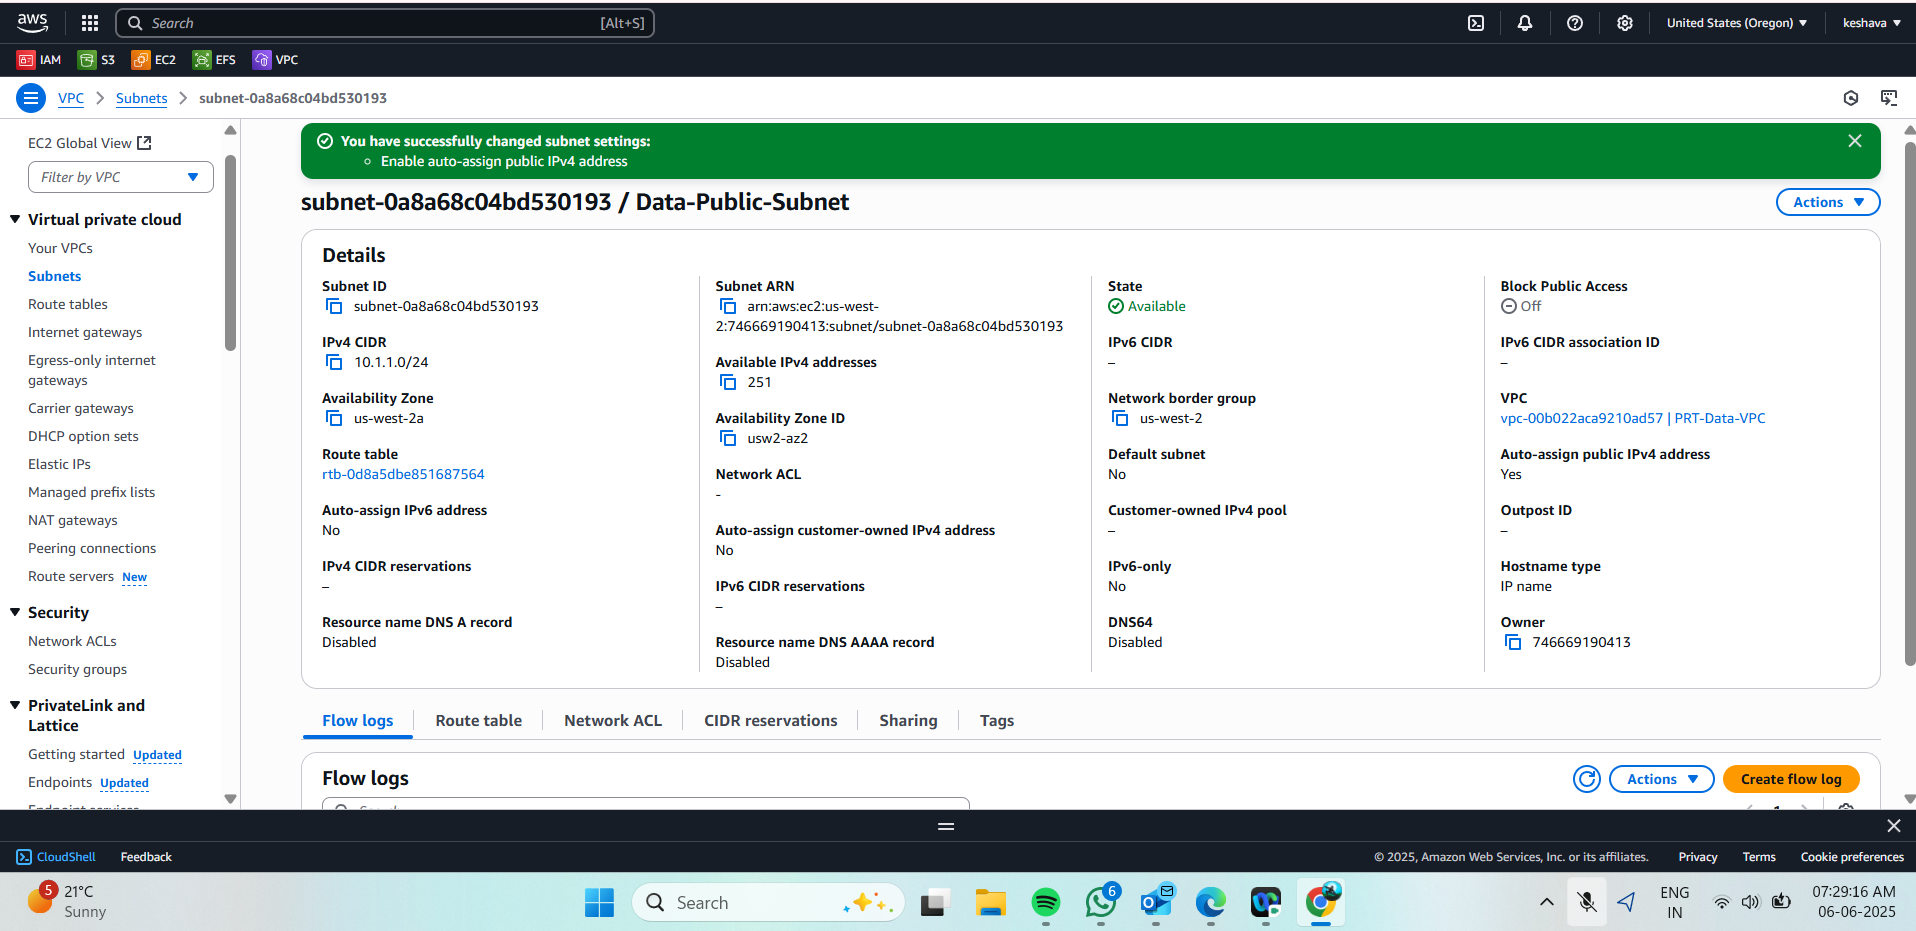 aws
Search
[Alt+S]
United States (Oregon)
keshava
IAM
S3
EC2
EFS
VPC
VPC
Subnets
subnet-0a8a68c04bd530193
EC2 Global View
Filter by VPC
Virtual private cloud
Your VPCs
Subnets
Route tables
Internet gateways
Egress-only internet
gateways
Carrier gateways
DHCP option sets
Elastic IPs
Managed prefix lists
NAT gateways
Peering connections
Route servers New
Security
Network ACLs
Security groups
PrivateLink and
Lattice
Getting started Updated
Endpoints Updated
Endpoint services
You have successfully changed subnet settings:
Enable auto-assign public IPv4 address
subnet-0a8a68c04bd530193 / Data-Public-Subnet
Actions
Details
Subnet ID
subnet-0a8a68c04bd530193
IPv4 CIDR
10.1.1.0/24
Availability Zone
us-west-2a
Route table
rtb-0d8a5dbe851687564
Auto-assign IPv6 address
No
IPv4 CIDR reservations
–
Resource name DNS A record
Disabled
Subnet ARN
arn:aws:ec2:us-west-
2:746669190413:subnet/subnet-0a8a68c04bd530193
Available IPv4 addresses
251
Availability Zone ID
usw2-az2
Network ACL
-
Auto-assign customer-owned IPv4 address
No
IPv6 CIDR reservations
–
Resource name DNS AAAA record
Disabled
State
Available
IPv6 CIDR
–
Network border group
us-west-2
Default subnet
No
Customer-owned IPv4 pool
–
IPv6-only
No
DNS64
Disabled
Block Public Access
Off
IPv6 CIDR association ID
–
VPC
vpc-00b022aca9210ad57 | PRT-Data-VPC
Auto-assign public IPv4 address
Yes
Outpost ID
–
Hostname type
IP name
Owner
746669190413
Flow logs
Route table
Network ACL
CIDR reservations
Sharing
Tags
Flow logs
Actions
Create flow log
Search
1
CloudShell
Feedback
© 2025, Amazon Web Services, Inc. or its affiliates.
Privacy
Terms
Cookie preferences
5
21°C
Sunny
Search
6
ENG
IN
07:29:16 AM
06-06-2025